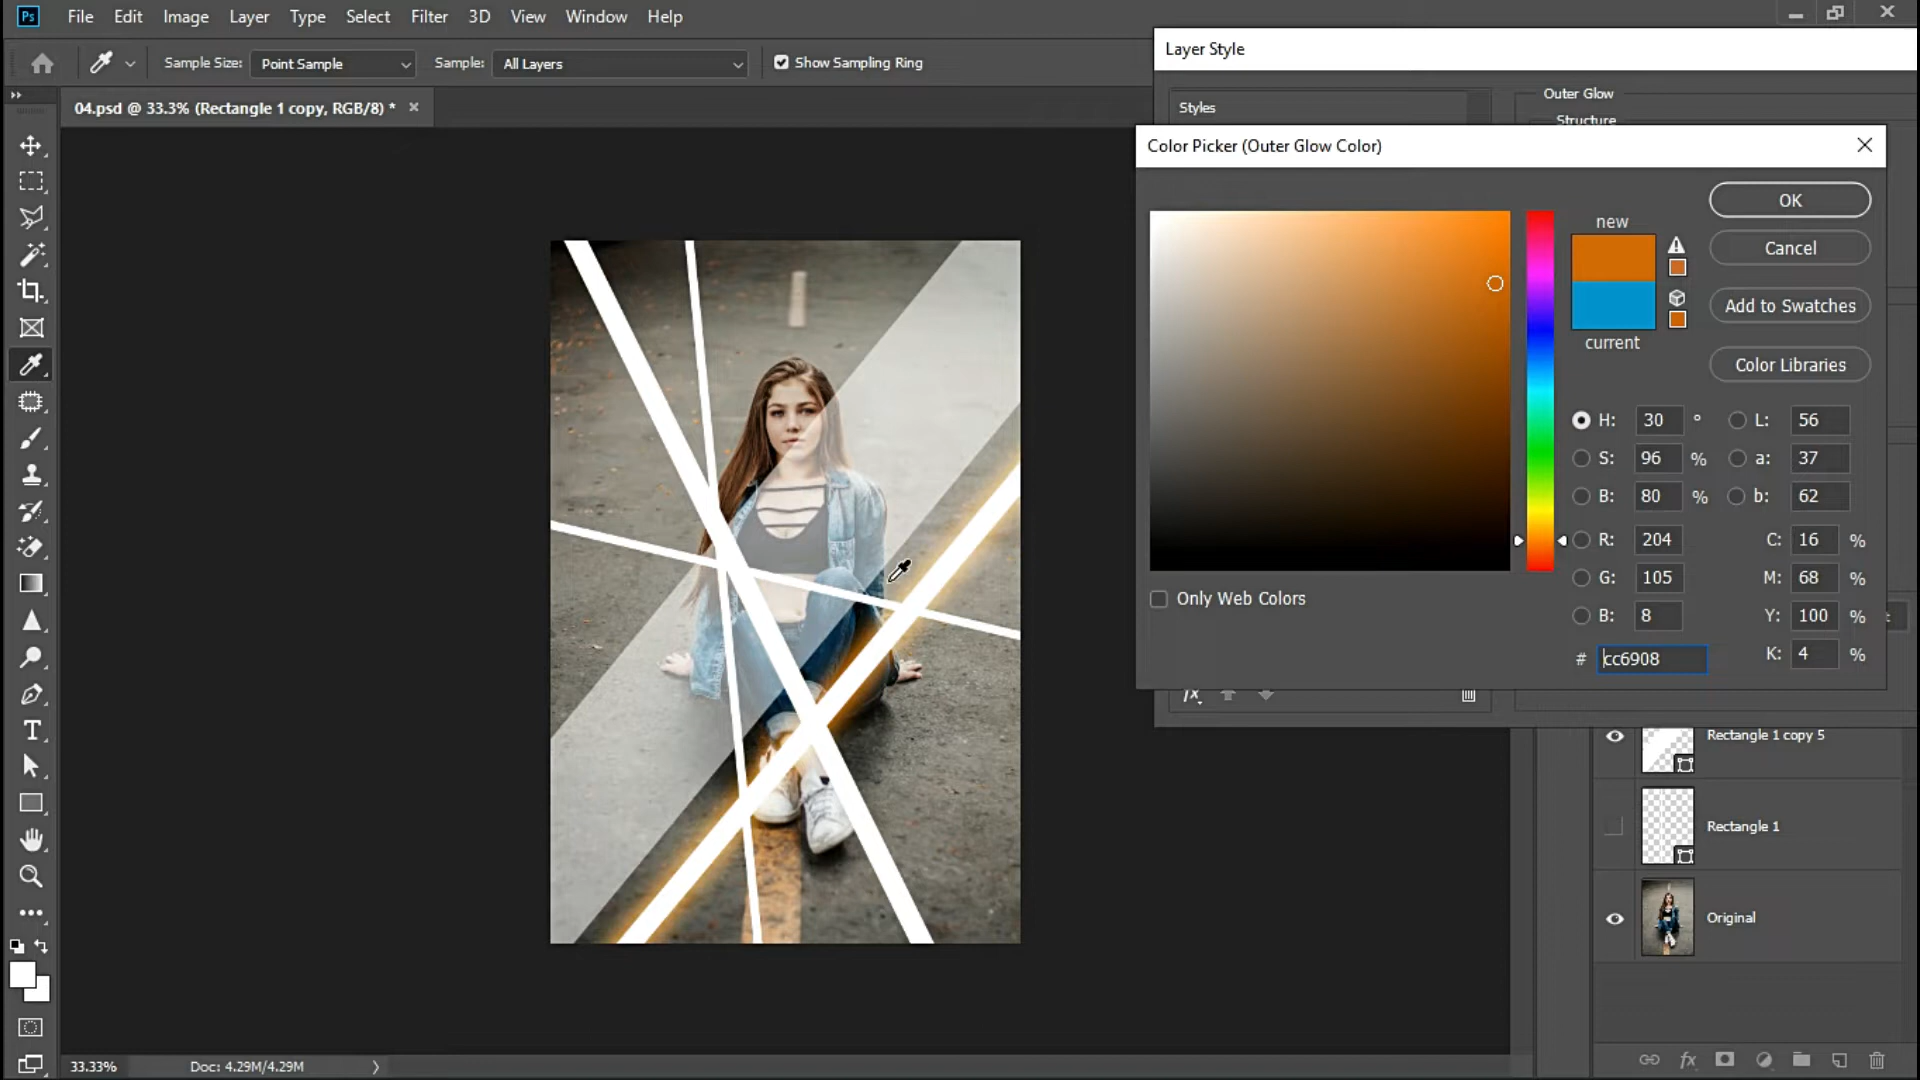 Ps File Edit Image Layer Type Select Filter 3D View Window Help
Sample Size: Point Sample Sample: All Layers Show Sampling Ring
04.psd @ 33.3% (Rectangle 1 copy, RGB/8) *
Layer Style
Styles
Outer Glow
Structure
Color Picker (Outer Glow Color)
new
current
OK
Cancel
Add to Swatches
Color Libraries
H: 30 ° L: 56
S: 96 % a: 37
B: 80 % b: 62
R: 204 C: 16 %
G: 105 M: 68 %
B: 8 Y: 100 %
# cc6908 K: 4 %
Only Web Colors
fx
Rectangle 1 copy 5
Rectangle 1
Original
T
33.33% Doc: 4.29M/4.29M
fx